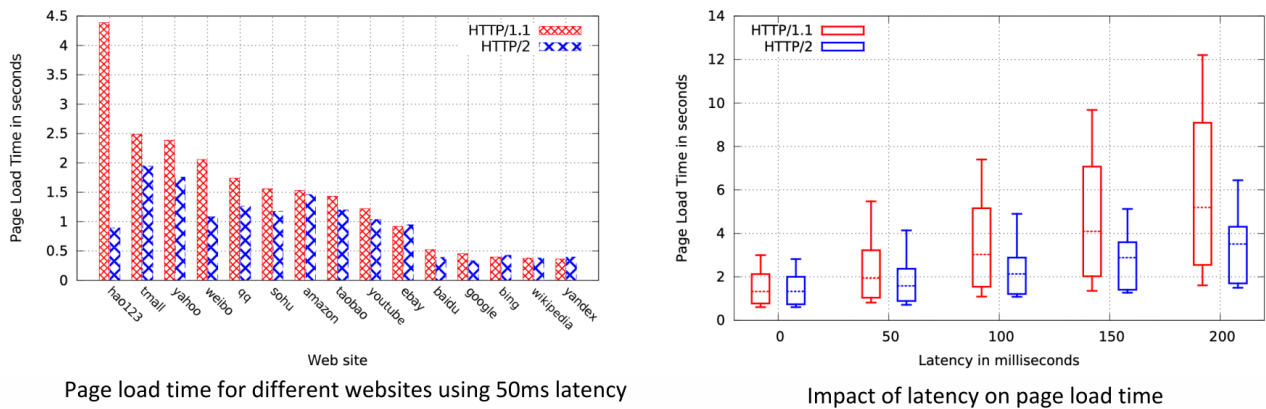 4.5
4
3.5
3
2.5
2
1.5
1
0.5
0
Page Load Time in seconds
HTTP/1.1
HTTP/2
hao123
tmall
yahoo
weibo
qq
sohu
amazon
taobao
youtube
ebay
baidu
google
bing
wikipedia
yandex
Web site
Page load time for different websites using 50ms latency
14
12
10
8
6
4
2
0
Page Load Time in seconds
HTTP/1.1
HTTP/2
0 50 100 150 200
Latency in milliseconds
Impact of latency on page load time